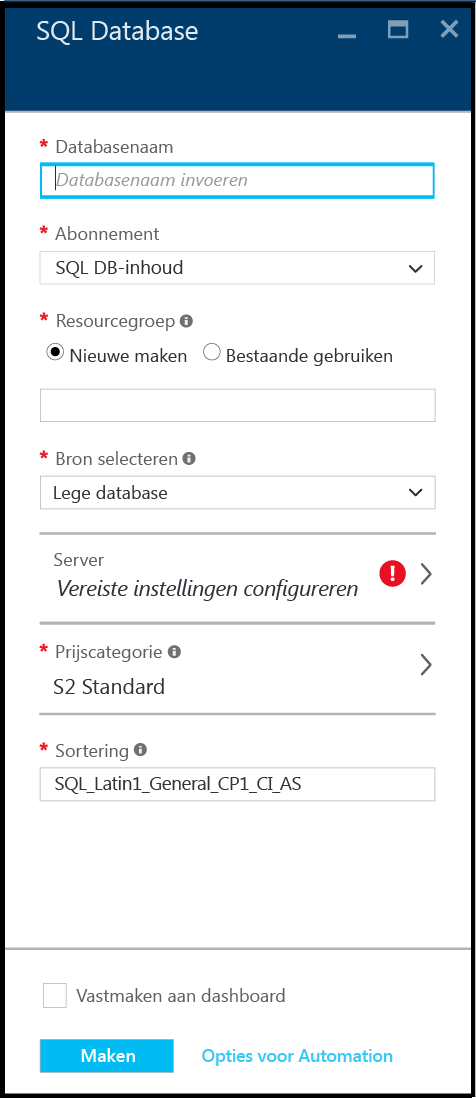 SQL Database
* Databasenaam
Databasenaam invoeren
* Abonnement
SQL DB-inhoud
* Resourcegroep
Nieuwe maken Bestaande gebruiken
* Bron selecteren
Lege database
Server
Vereiste instellingen configureren
* Prijscategorie
S2 Standard
* Sortering
SQL_Latin1_General_CP1_CI_AS
Vastmaken aan dashboard
Maken Opties voor Automation